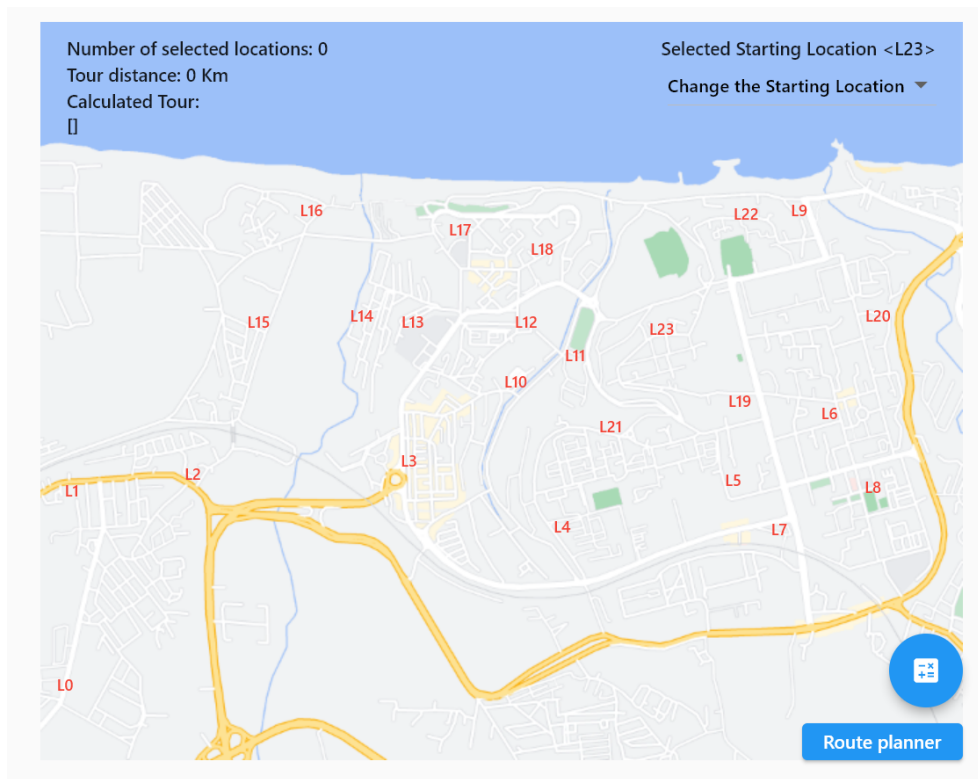 Number of selected locations: 0
Tour distance: 0 Km
Calculated Tour:
[]
Selected Starting Location <L23>
Change the Starting Location
L16
L17
L18
L22
L9
L15
L14
L13
L12
L11
L23
L20
L10
L19
L6
L21
L3
L1
L2
L5
L8
L4
L7
L0
Route planner